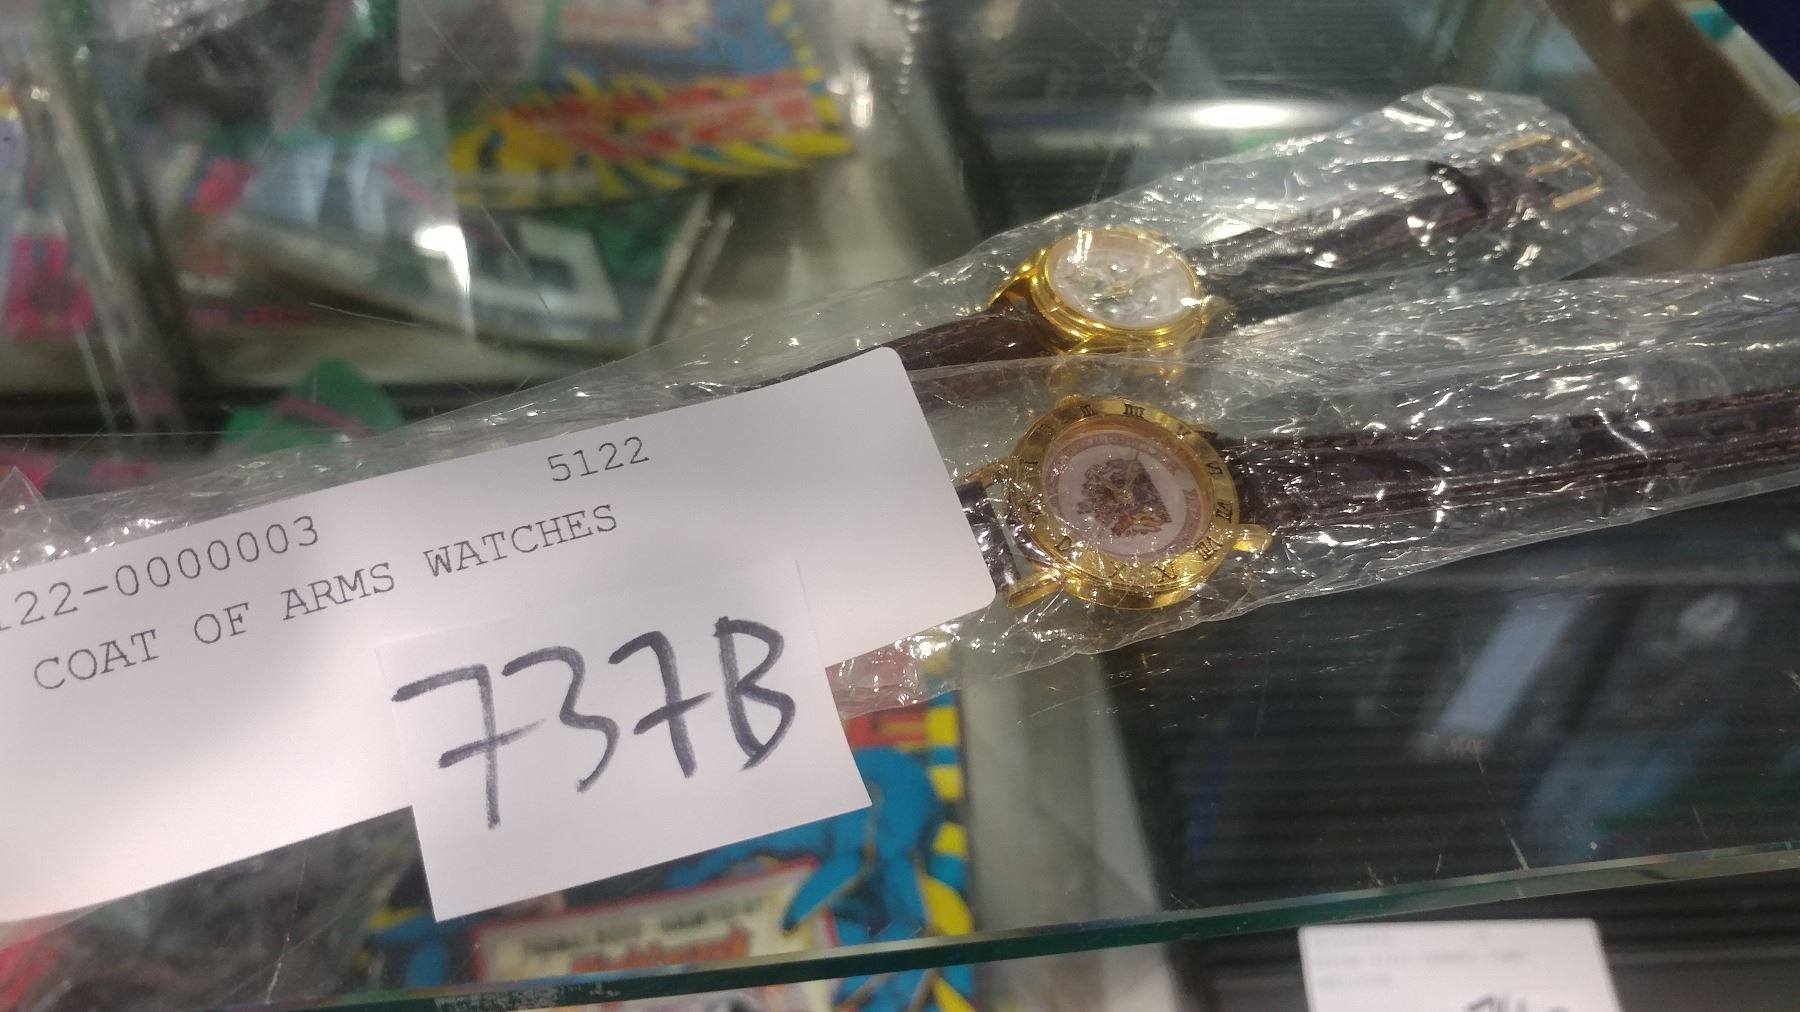 5122
122-0000003
COAT OF ARMS WATCHES
737B